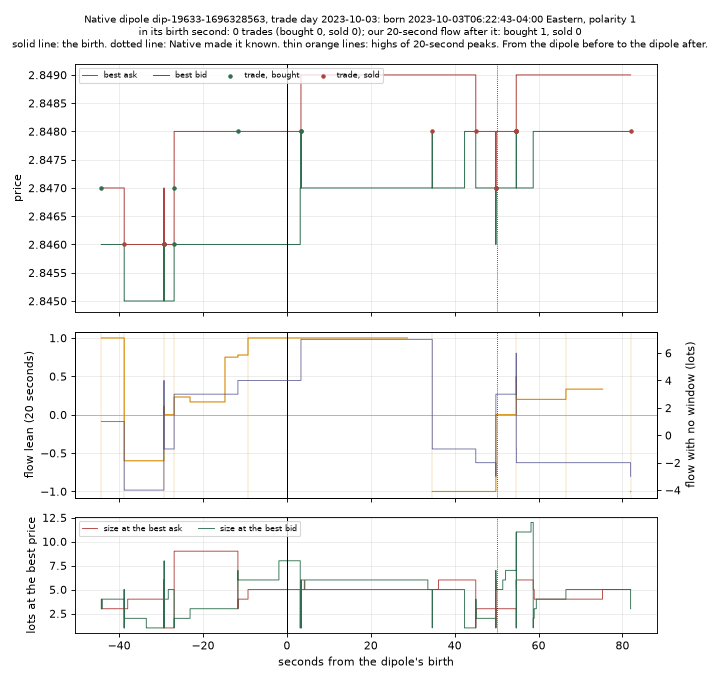 Native dipole dip-19633-1696328563, trade day 2023-10-03: born 2023-10-03T06:22:43-04:00 Eastern, polarity 1
in its birth second: 0 trades (bought 0, sold 0); our 20-second flow after it: bought 1, sold 0
solid line: the birth. dotted line: Native made it known. thin orange lines: highs of 20-second peaks. From the dipole before to the dipole after.
best ask best bid trade, bought trade, sold
2.8490
2.8485
2.8480
2.8475
2.8470
2.8465
2.8460
2.8455
2.8450
price
1.0
0.5
0.0
−0.5
−1.0
flow lean (20 seconds)
6
4
2
0
−2
−4
flow with no window (lots)
size at the best ask size at the best bid
12.5
10.0
7.5
5.0
2.5
lots at the best price
−40 −20 0 20 40 60 80
seconds from the dipole's birth